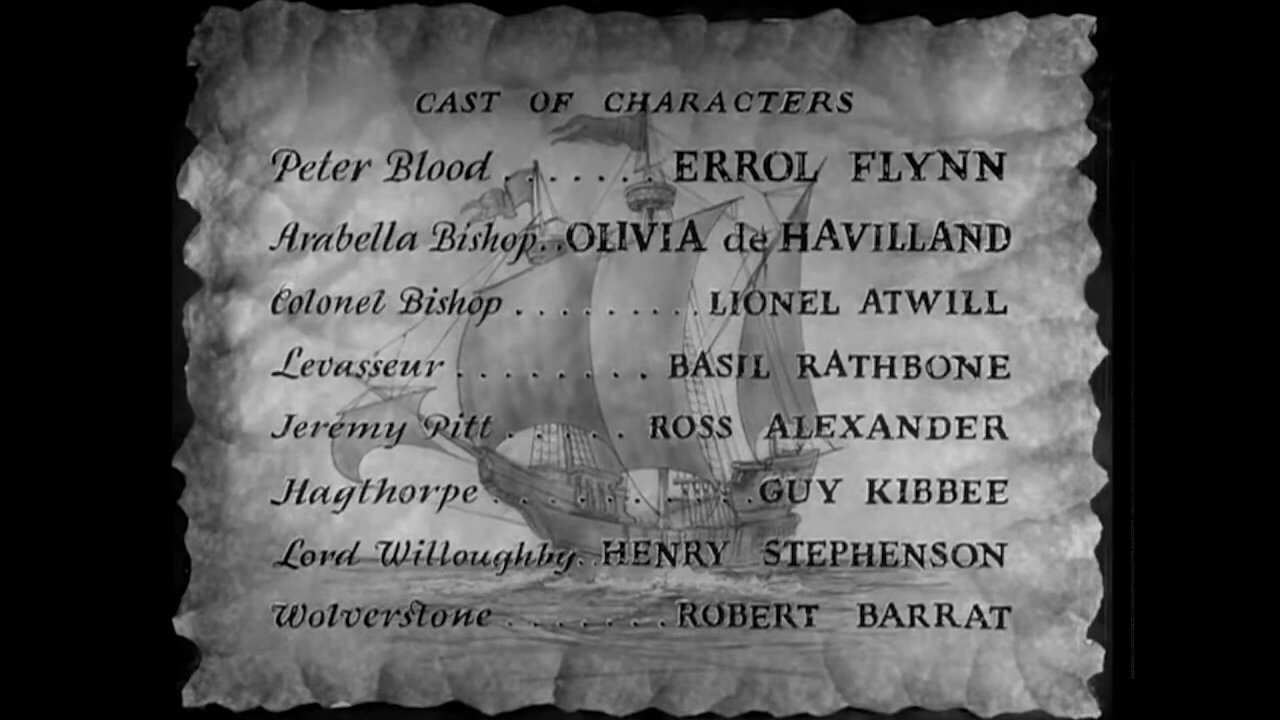 CAST OF CHARACTERS
Peter Blood . . . . . . . ERROL FLYNN
Arabella Bishop. . OLIVIA de HAVILLAND
Colonel Bishop . . . . . . . . . . LIONEL ATWILL
Levasseur . . . . . . . . BASIL RATHBONE
Jeremy Pitt . . . . . ROSS ALEXANDER
Hagthorpe . . . . . . . . . . GUY KIBBEE
Lord Willoughby. . HENRY STEPHENSON
Wolverstone . . . . . . . ROBERT BARRAT